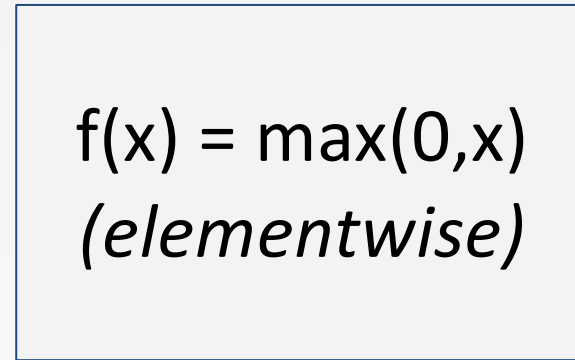 f(x) = max(0,x)
(elementwise)